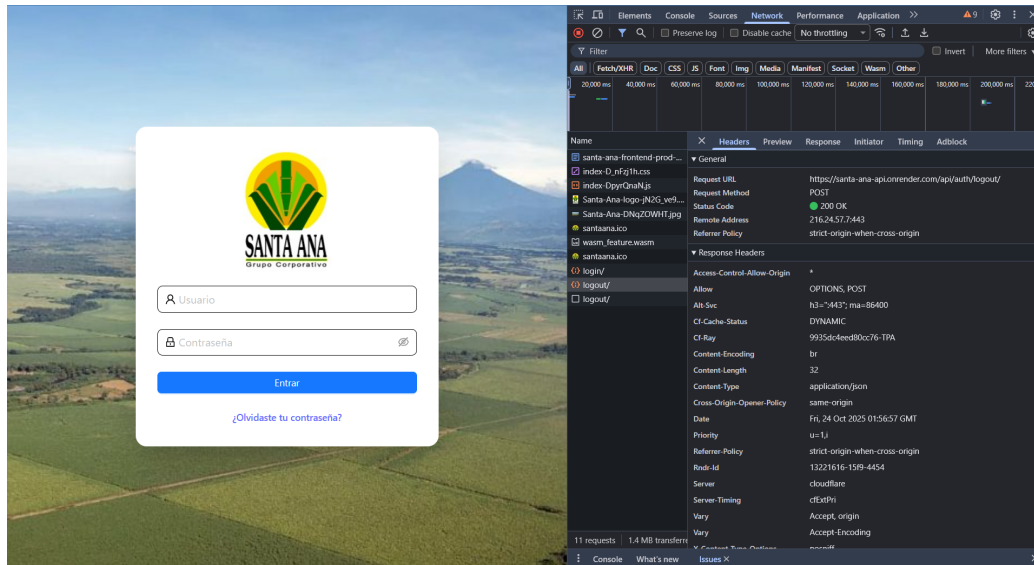 SANTA ANA
Grupo Corporativo
Usuario
Contraseña
Entrar
¿Olvidaste tu contraseña?
Elements Console Sources Network Performance Application 9
Preserve log Disable cache No throttling
Filter Invert More filters
All Fetch/XHR Doc CSS JS Font Img Media Manifest Socket Wasm Other
20,000 ms 40,000 ms 60,000 ms 80,000 ms 100,000 ms 120,000 ms 140,000 ms 160,000 ms 180,000 ms 200,000 ms 220
Name
santa-ana-frontend-prod-...
index-D_nFzj1h.css
index-DpyrQnaN.js
Santa-Ana-logo-jN2G_ve9....
Santa-Ana-DNqZOWHT.jpg
santaana.ico
wasm_feature.wasm
santaana.ico
login/
logout/
logout/
11 requests 1.4 MB transferre
Headers Preview Response Initiator Timing Adblock
General
Request URL https://santa-ana-api.onrender.com/api/auth/logout/
Request Method POST
Status Code 200 OK
Remote Address 216.24.57.7:443
Referrer Policy strict-origin-when-cross-origin
Response Headers
Access-Control-Allow-Origin *
Allow OPTIONS, POST
Alt-Svc h3=":443"; ma=86400
Cf-Cache-Status DYNAMIC
Cf-Ray 9935dc4eed80cc76-TPA
Content-Encoding br
Content-Length 32
Content-Type application/json
Cross-Origin-Opener-Policy same-origin
Date Fri, 24 Oct 2025 01:56:57 GMT
Priority u=1,i
Referrer-Policy strict-origin-when-cross-origin
Rndr-Id 13221616-15f9-4454
Server cloudflare
Server-Timing cfExtPri
Vary Accept, origin
Vary Accept-Encoding
X-Content-Type-Options nosniff
Console What's new Issues